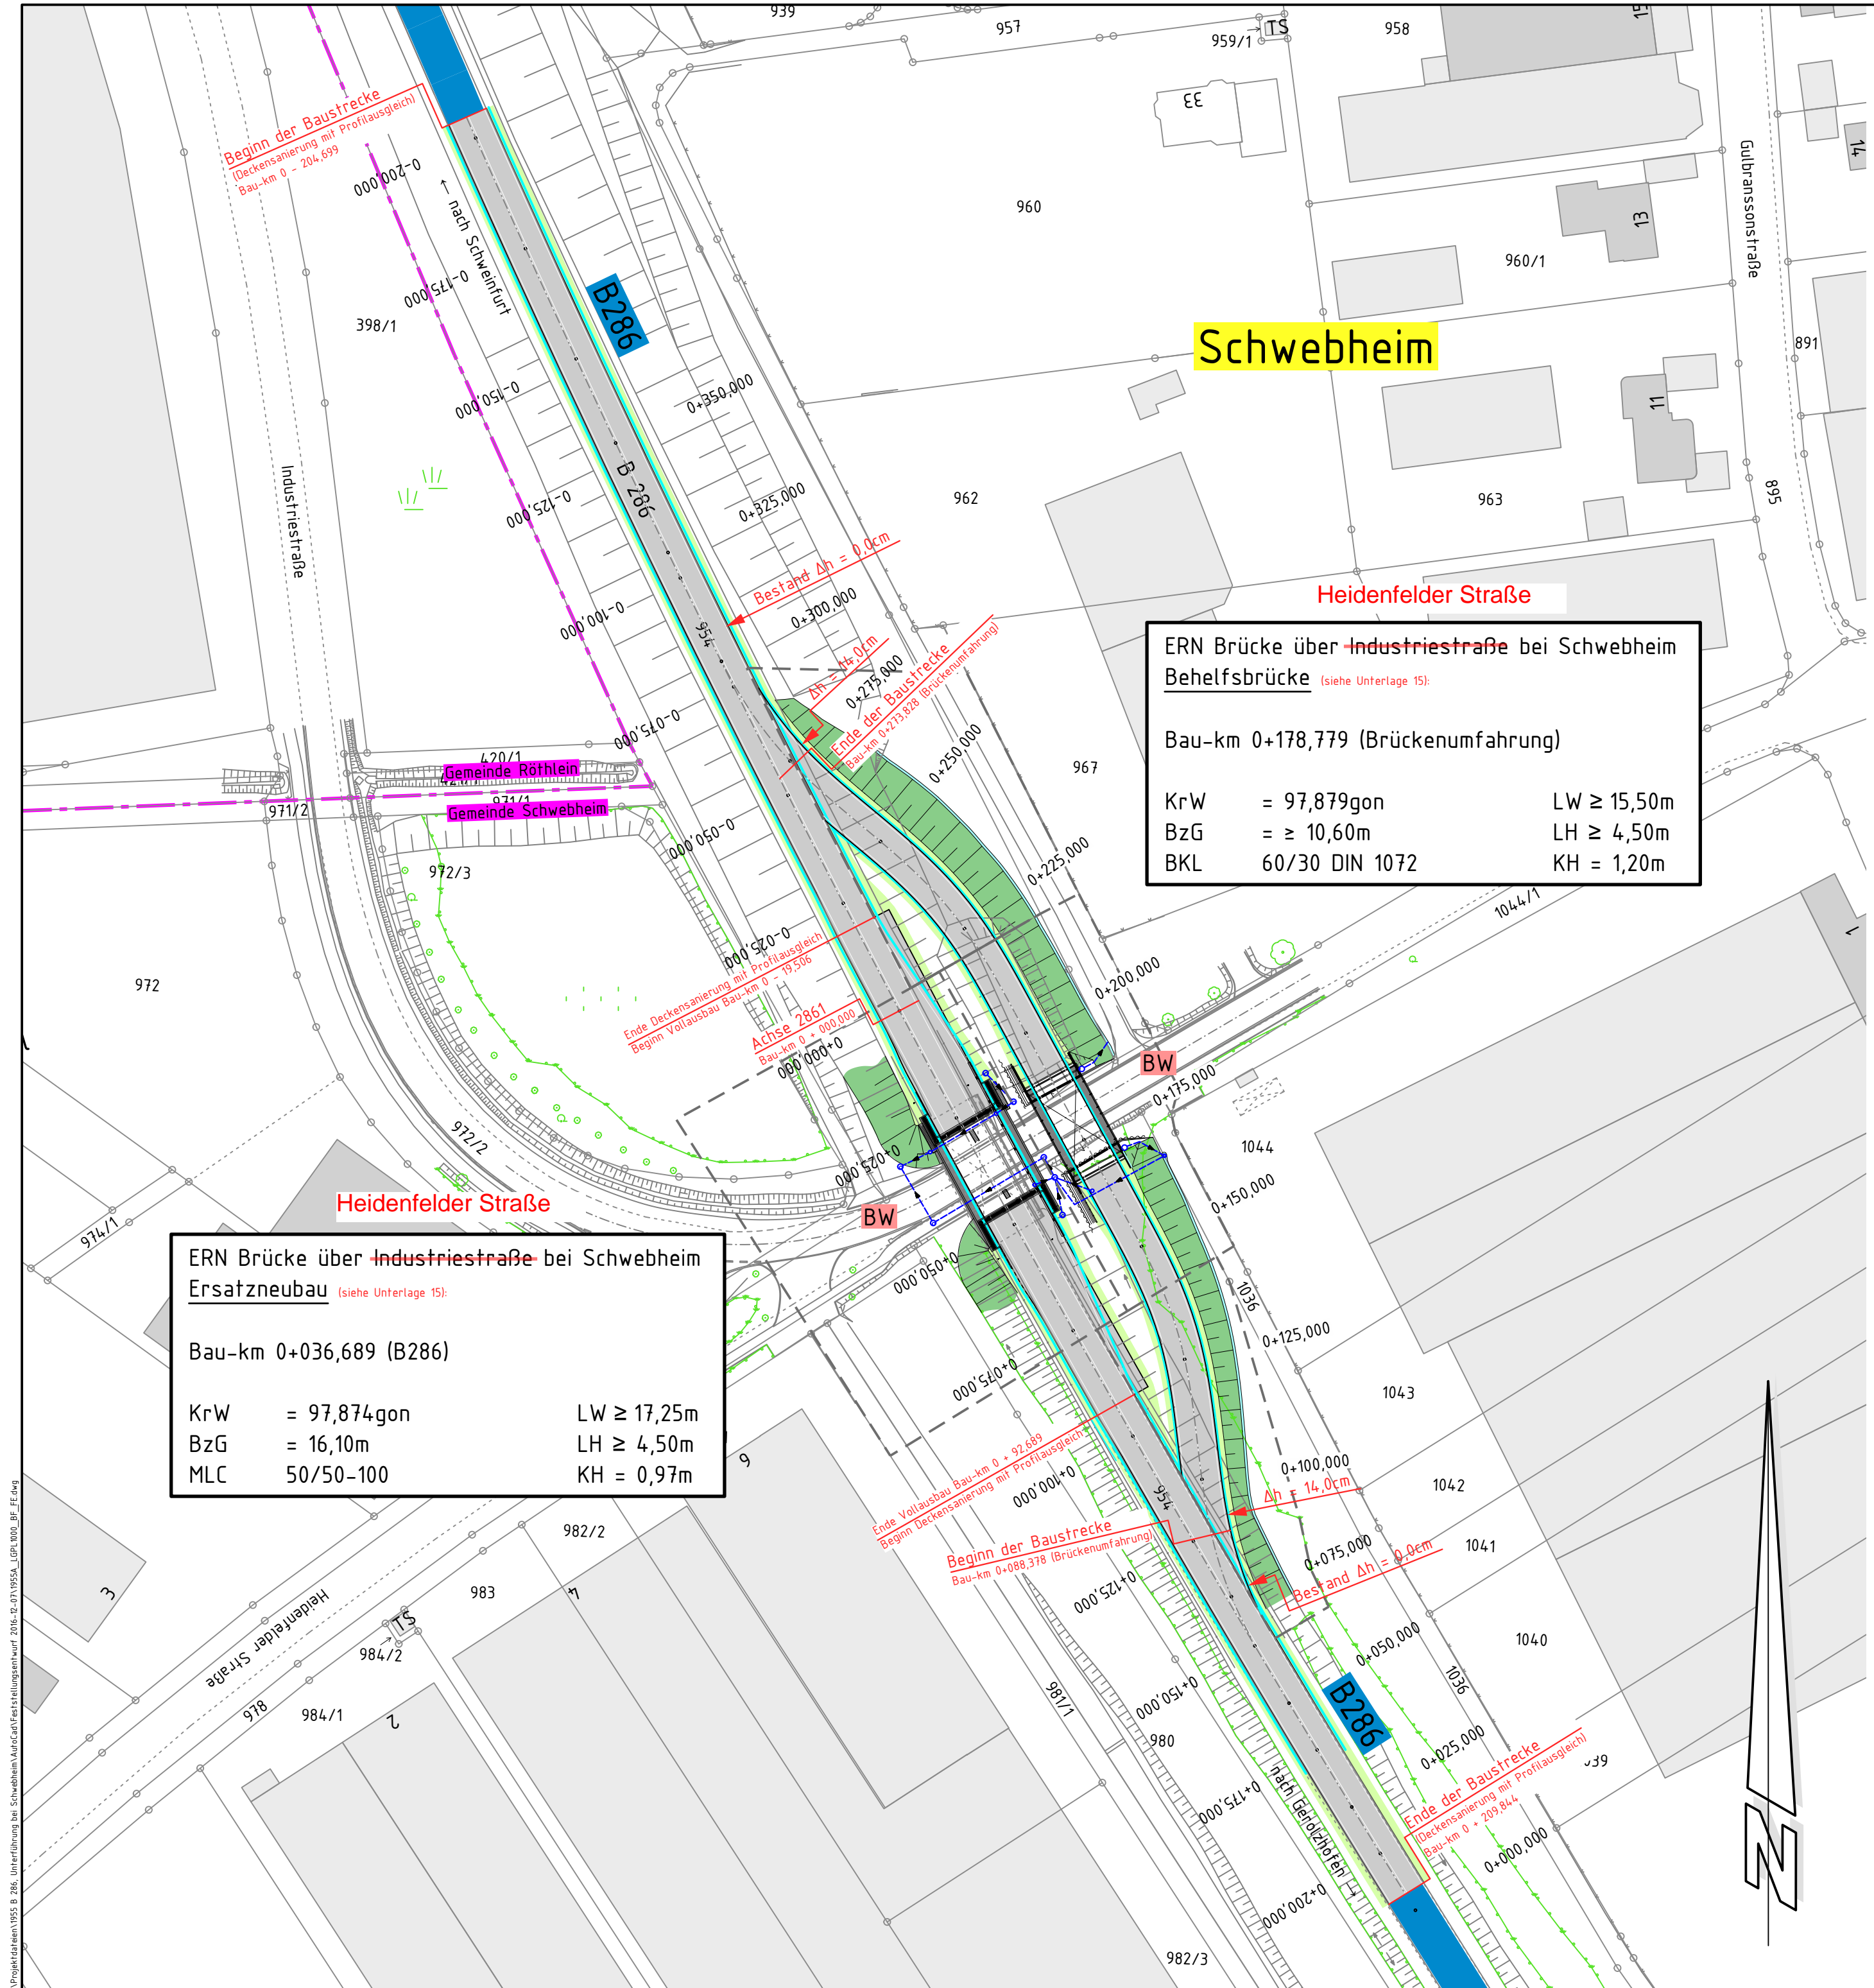 939
957
959/1
TS
958
15
33
Gulbranssonstraße
14
13
960
960/1
Beginn der Baustrecke
(Deckensanierung mit Profilausgleich)
Bau-km 0 - 204,699
0-200,000
← nach Schweinfurt
0-175,000
398/1
B286
Schwebheim
891
0-150,000
0+350,000
11
Industriestraße
B 286
0-125,000
0+325,000
962
963
895
Bestand Δh = 0,0cm
0+300,000
0-100,000
954
Δh = 14,0cm
0+275,000
Ende der Baustrecke
Bau-km 0+273,828 (Brückenumfahrung)
Heidenfelder Straße
ERN Brücke über Industriestraße bei Schwebheim
Behelfsbrücke (siehe Unterlage 15):
Bau-km 0+178,779 (Brückenumfahrung)
KrW = 97,879gon LW ≥ 15,50m
BzG = ≥ 10,60m LH ≥ 4,50m
BKL 60/30 DIN 1072 KH = 1,20m
0-075,000
0+250,000
967
420/1
Gemeinde Röthlein
971/2
971/1
Gemeinde Schwebheim
0-050,000
972/3
0+225,000
1044/1
1
0-025,000
972
Ende Deckensanierung mit Profilausgleich
Beginn Vollausbau Bau-km 0 - 19,506
0+200,000
Achse 2861
Bau-km 0 + 000,000
0+000,000
BW
0+175,000
972/2
0+025,000
1044
0+150,000
974/1
Heidenfelder Straße
BW
ERN Brücke über Industriestraße bei Schwebheim
Ersatzneubau (siehe Unterlage 15):
Bau-km 0+036,689 (B286)
KrW = 97,874gon LW ≥ 17,25m
BzG = 16,10m LH ≥ 4,50m
MLC 50/50-100 KH = 0,97m
0+050,000
1036
0+125,000
0+075,000
1043
6
Ende Vollausbau Bau-km 0 + 92,689
Beginn Deckensanierung mit Profilausgleich
0+100,000
954
0+100,000
Δh = 14,0cm
1042
Beginn der Baustrecke
Bau-km 0+088,378 (Brückenumfahrung)
982/2
0+075,000
Bestand Δh = 0,0cm
1041
3
983
4
0+125,000
Heidenfelder Straße
TS
984/2
1040
0+050,000
1036
976
984/1
2
981/1
0+150,000
980
B286
0+025,000
nach Gerolzhofen →
0+175,000
Ende der Baustrecke
(Deckensanierung mit Profilausgleich)
Bau-km 0 + 209,844
0+000,000
0+200,000
982/3
N
\Projektdateien\1955 B 286, Unterführung bei Schwebheim\AutoCad\Feststellungsentwurf 2016-12-07\1955A_LGPL1000_BF_FE.dwg